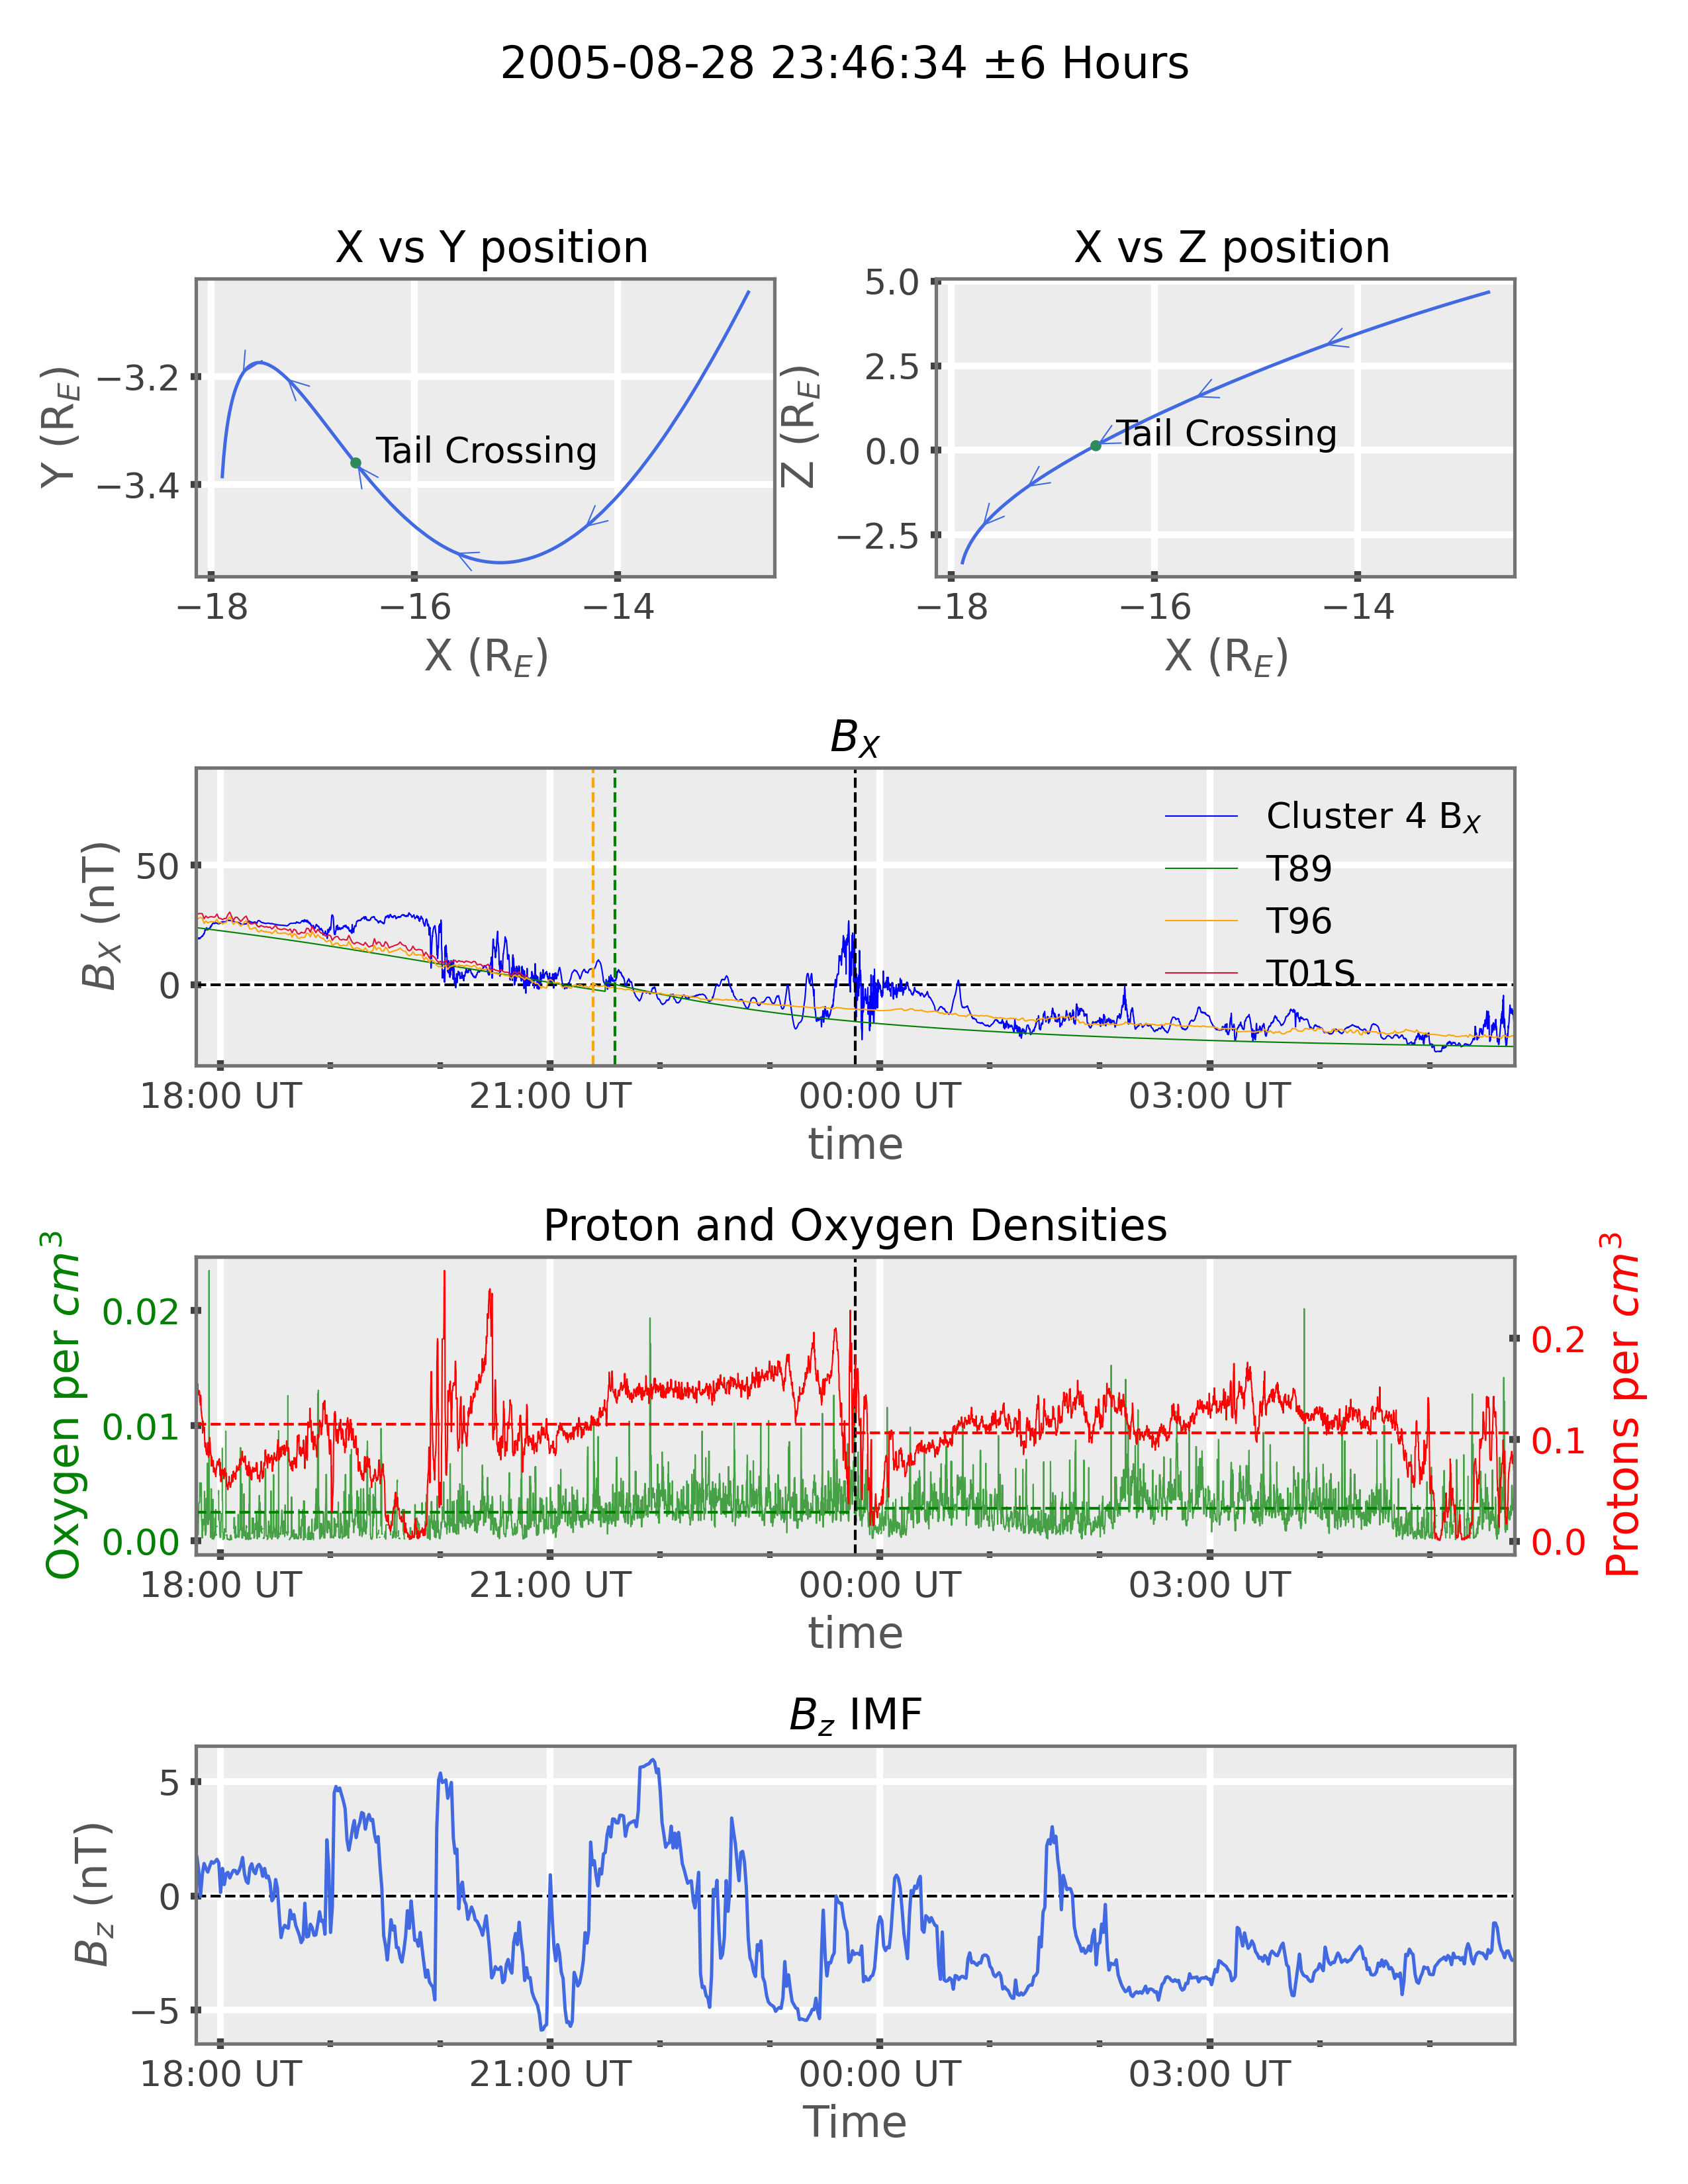 2005-08-28 23:46:34 ±6 Hours
X vs Y position
X vs Z position
Y (R_E)
−3.2
−3.4
Tail Crossing
−18
−16
−14
X (R_E)
Z (R_E)
5.0
2.5
0.0
−2.5
Tail Crossing
−18
−16
−14
X (R_E)
B_X
B_X (nT)
50
0
Cluster 4 B_X
T89
T96
T01S
18:00 UT
21:00 UT
00:00 UT
03:00 UT
time
Proton and Oxygen Densities
Oxygen per cm³
0.02
0.01
0.00
0.2
0.1
0.0
Protons per cm³
18:00 UT
21:00 UT
00:00 UT
03:00 UT
time
B_z IMF
B_z (nT)
5
0
−5
18:00 UT
21:00 UT
00:00 UT
03:00 UT
Time